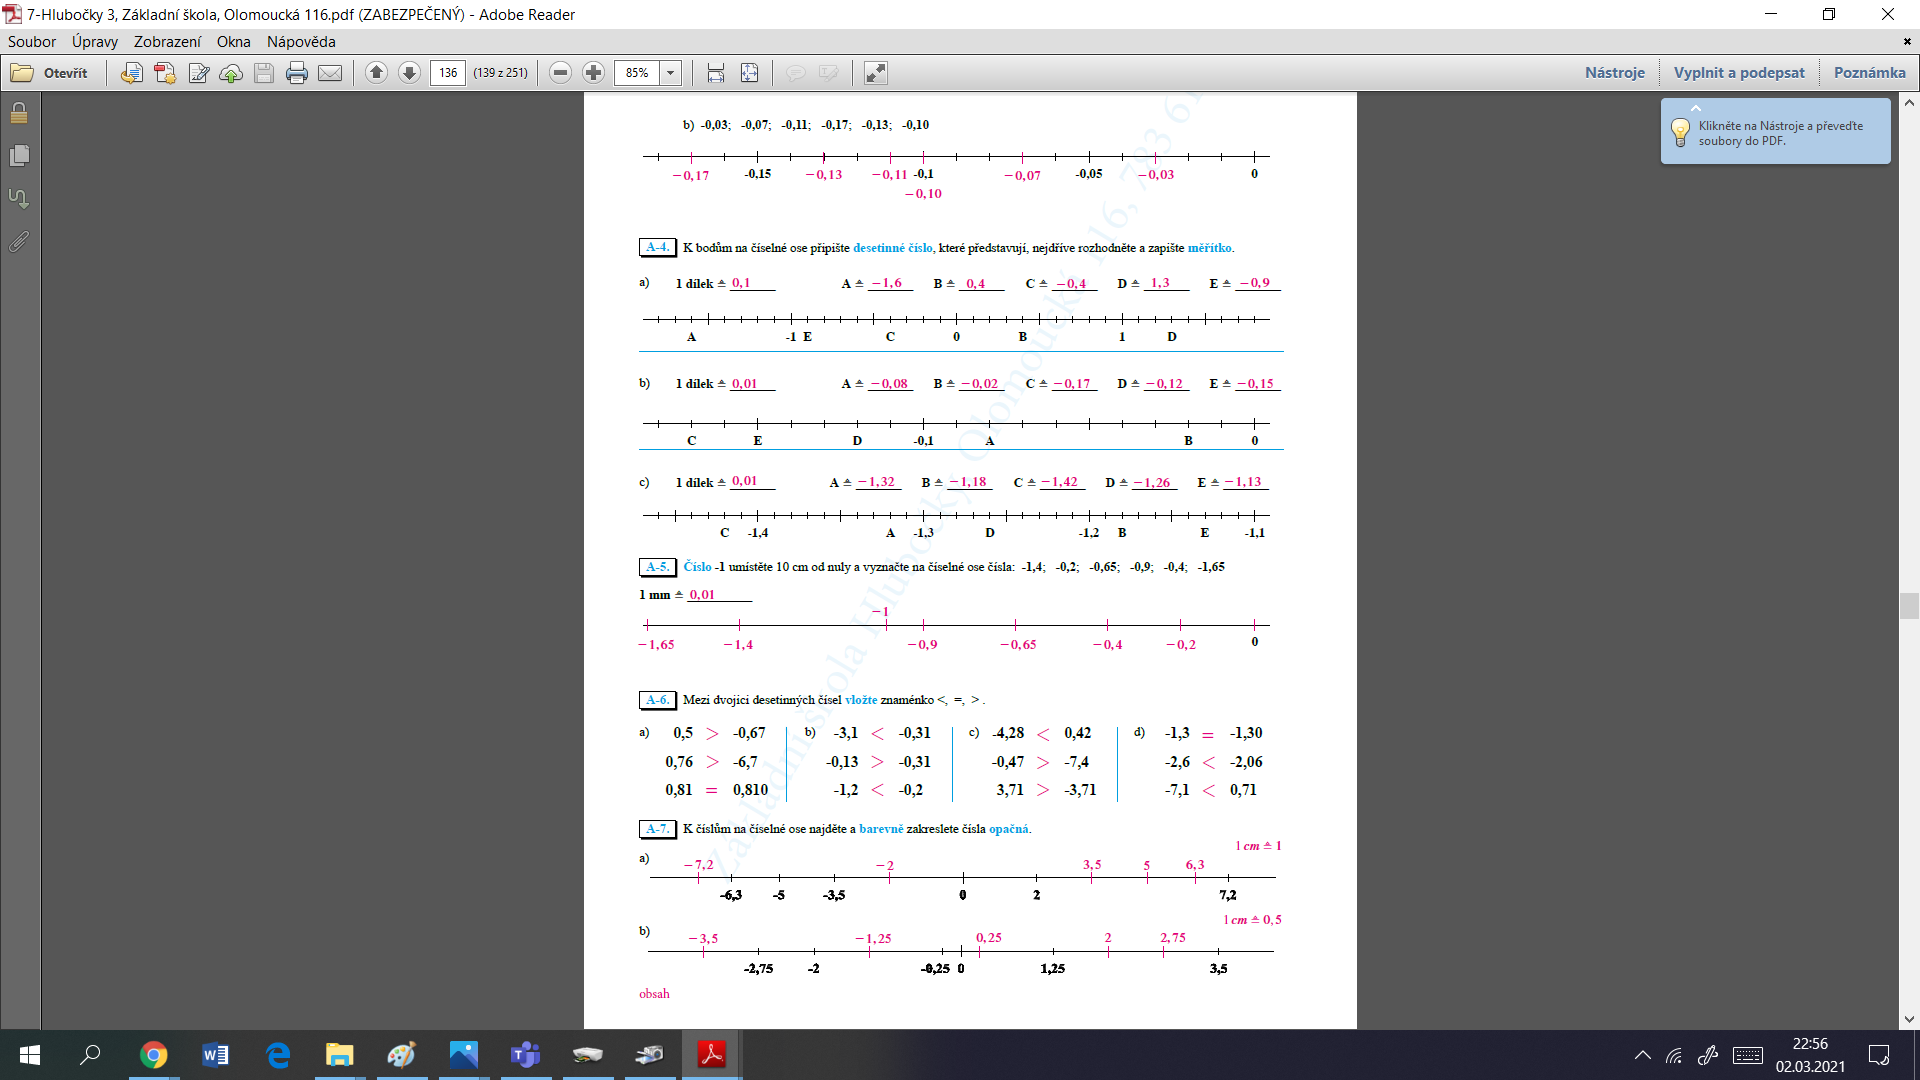 7-Hlubočky 3, Základní škola, Olomoucká 116.pdf (ZABEZPEČENÝ) - Adobe Reader
Soubor Úpravy Zobrazení Okna Nápověda
Otevřít 136 (139 z 251) 85% Nástroje Vyplnit a podepsat Poznámka
Klikněte na Nástroje a převeďte
soubory do PDF.
b) -0,03; -0,07; -0,11; -0,17; -0,13; -0,10
−0,17 -0,15 −0,13 −0,11 -0,1 −0,07 -0,05 −0,03 0
−0,10
A-4. K bodům na číselné ose připište desetinné číslo, které představují, nejdříve rozhodněte a zapište měřítko.
a) 1 dílek ≙ 0,1 A ≙ −1,6 B ≙ 0,4 C ≙ −0,4 D ≙ 1,3 E ≙ −0,9
A -1 E C 0 B 1 D
b) 1 dílek ≙ 0,01 A ≙ −0,08 B ≙ −0,02 C ≙ −0,17 D ≙ −0,12 E ≙ −0,15
C E D -0,1 A B 0
c) 1 dílek ≙ 0,01 A ≙ −1,32 B ≙ −1,18 C ≙ −1,42 D ≙ −1,26 E ≙ −1,13
C -1,4 A -1,3 D -1,2 B E -1,1
A-5. Číslo -1 umístěte 10 cm od nuly a vyznačte na číselné ose čísla: -1,4; -0,2; -0,65; -0,9; -0,4; -1,65
1 mm ≙ 0,01
−1
−1,65 −1,4 −0,9 −0,65 −0,4 −0,2 0
A-6. Mezi dvojici desetinných čísel vložte znaménko <, =, > .
a) 0,5 > -0,67 b) -3,1 < -0,31 c) -4,28 < 0,42 d) -1,3 = -1,30
0,76 > -6,7 -0,13 > -0,31 -0,47 > -7,4 -2,6 < -2,06
0,81 = 0,810 -1,2 < -0,2 3,71 > -3,71 -7,1 < 0,71
A-7. K číslům na číselné ose najděte a barevně zakreslete čísla opačná.
1 cm ≙ 1
a) −7,2 −2 3,5 5 6,3
-6,3 -5 -3,5 0 2 7,2
1 cm ≙ 0,5
b) −3,5 −1,25 0,25 2 2,75
-2,75 -2 -0,25 0 1,25 3,5
obsah
Základní škola Hlubočky, Olomoucká 116, 783 61
22:56
02.03.2021